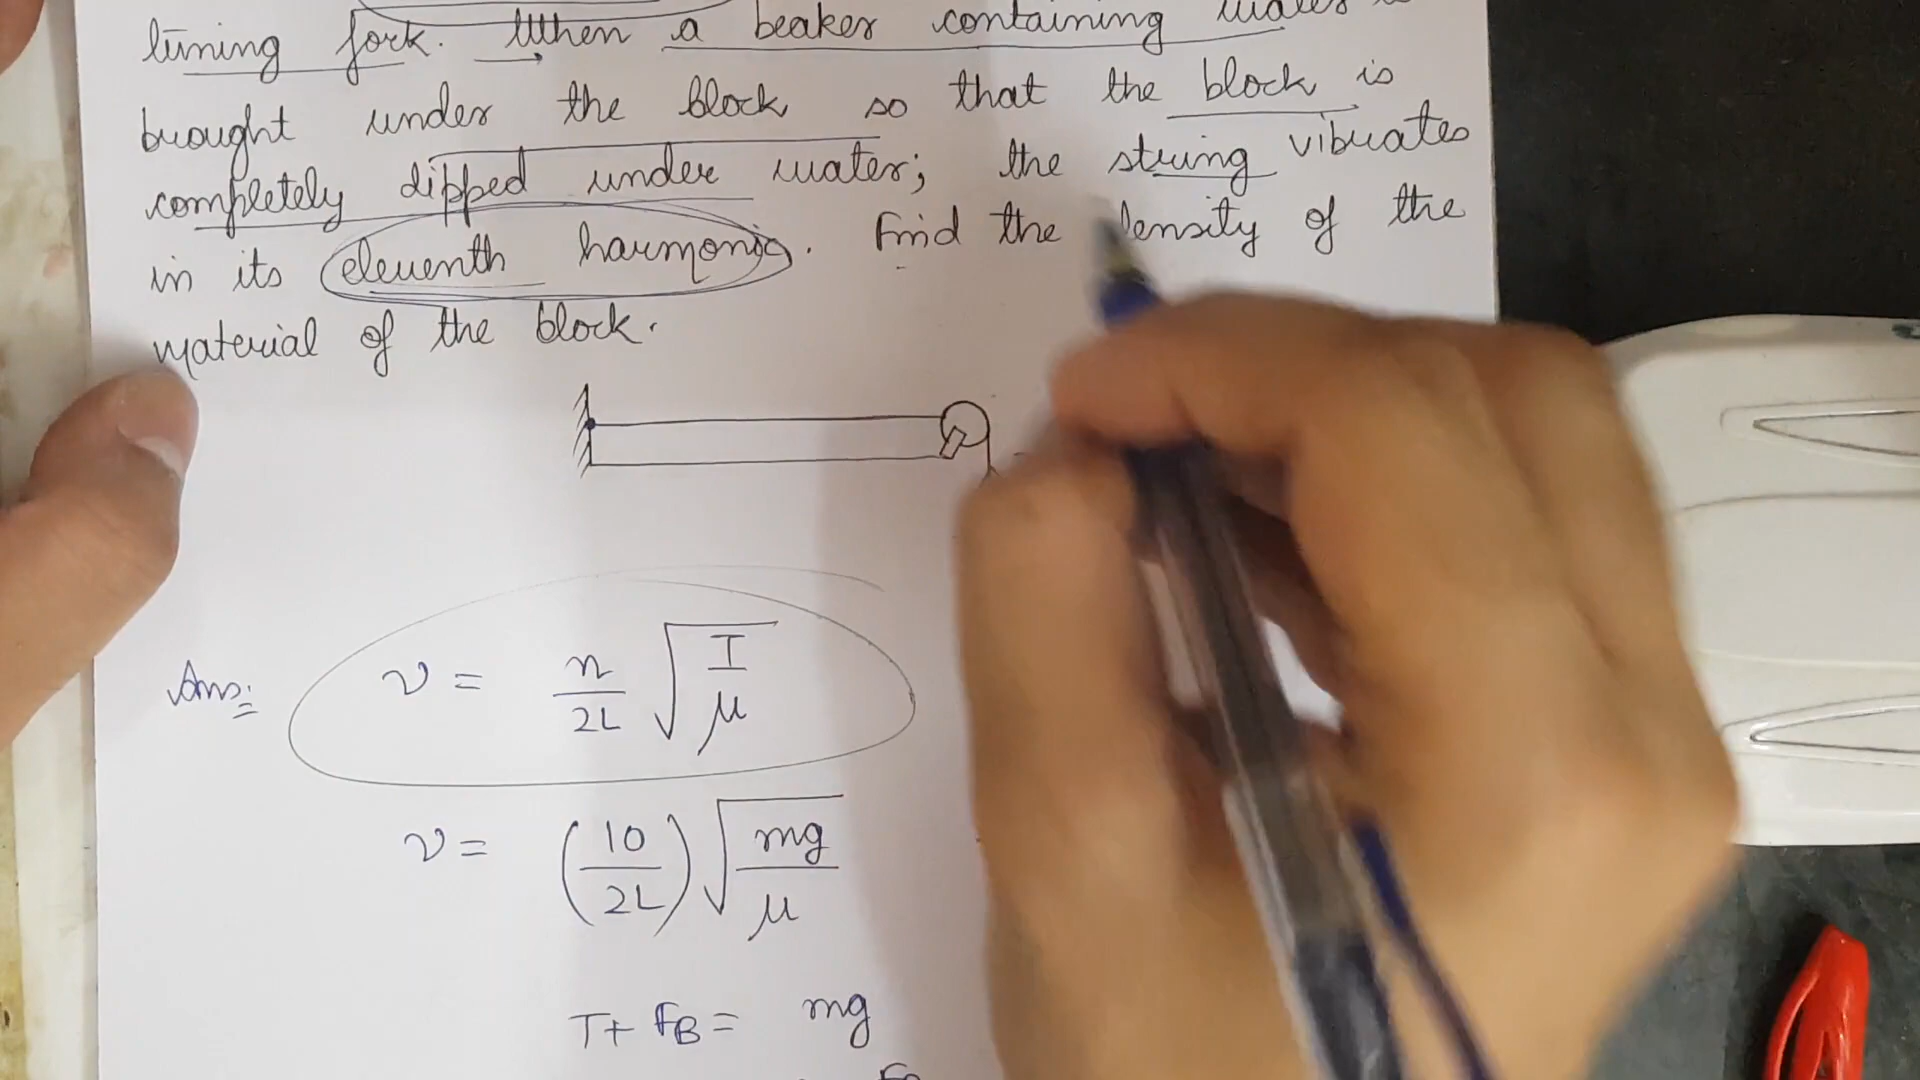 tuning fork. When a beaker containing water
brought under the block so that the block is
completely dipped under water; the string vibrates
in its eleventh harmonic. Find the density of the
material of the block.
Ans:
ν = n/2L √(T/μ)
ν = (10/2L) √(mg/μ)
T + FB = mg